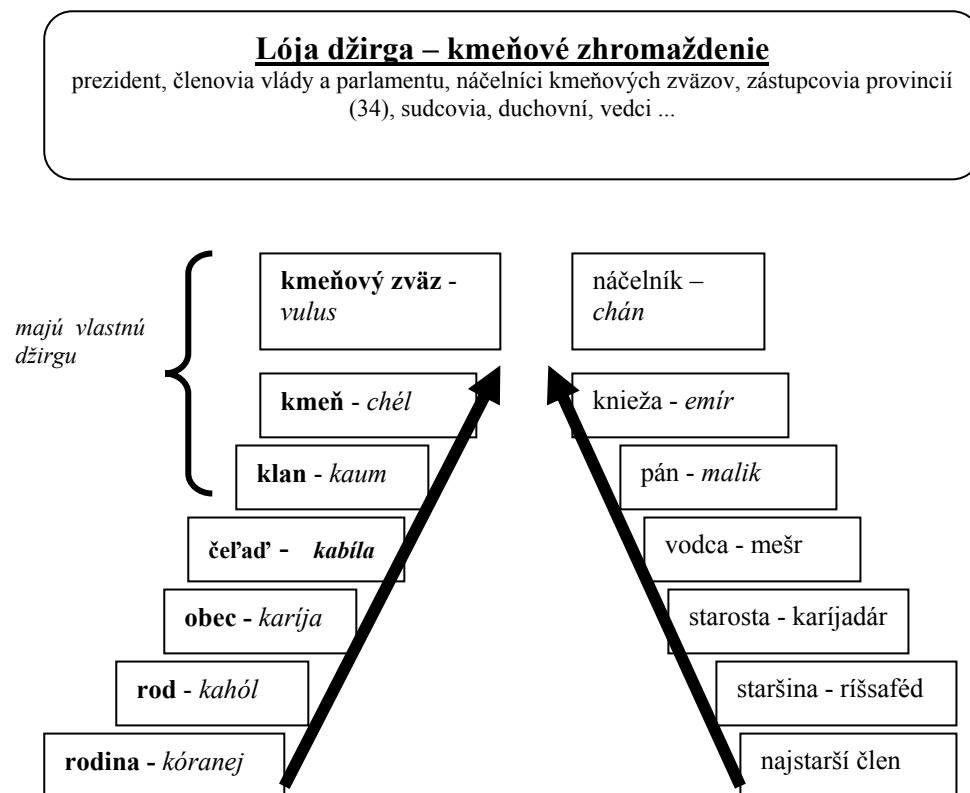 Lója džirga – kmeňové zhromaždenie
prezident, členovia vlády a parlamentu, náčelníci kmeňových zväzov, zástupcovia provincií
(34), sudcovia, duchovní, vedci ...
majú vlastnú
džirgu
kmeňový zväz -
vulus
náčelník –
chán
kmeň - chél
knieža - emír
klan - kaum
pán - malik
čeľaď - kabíla
vodca - mešr
obec - karíja
starosta - karíjadár
rod - kahól
staršina - ríšsaféd
rodina - kóranej
najstarší člen